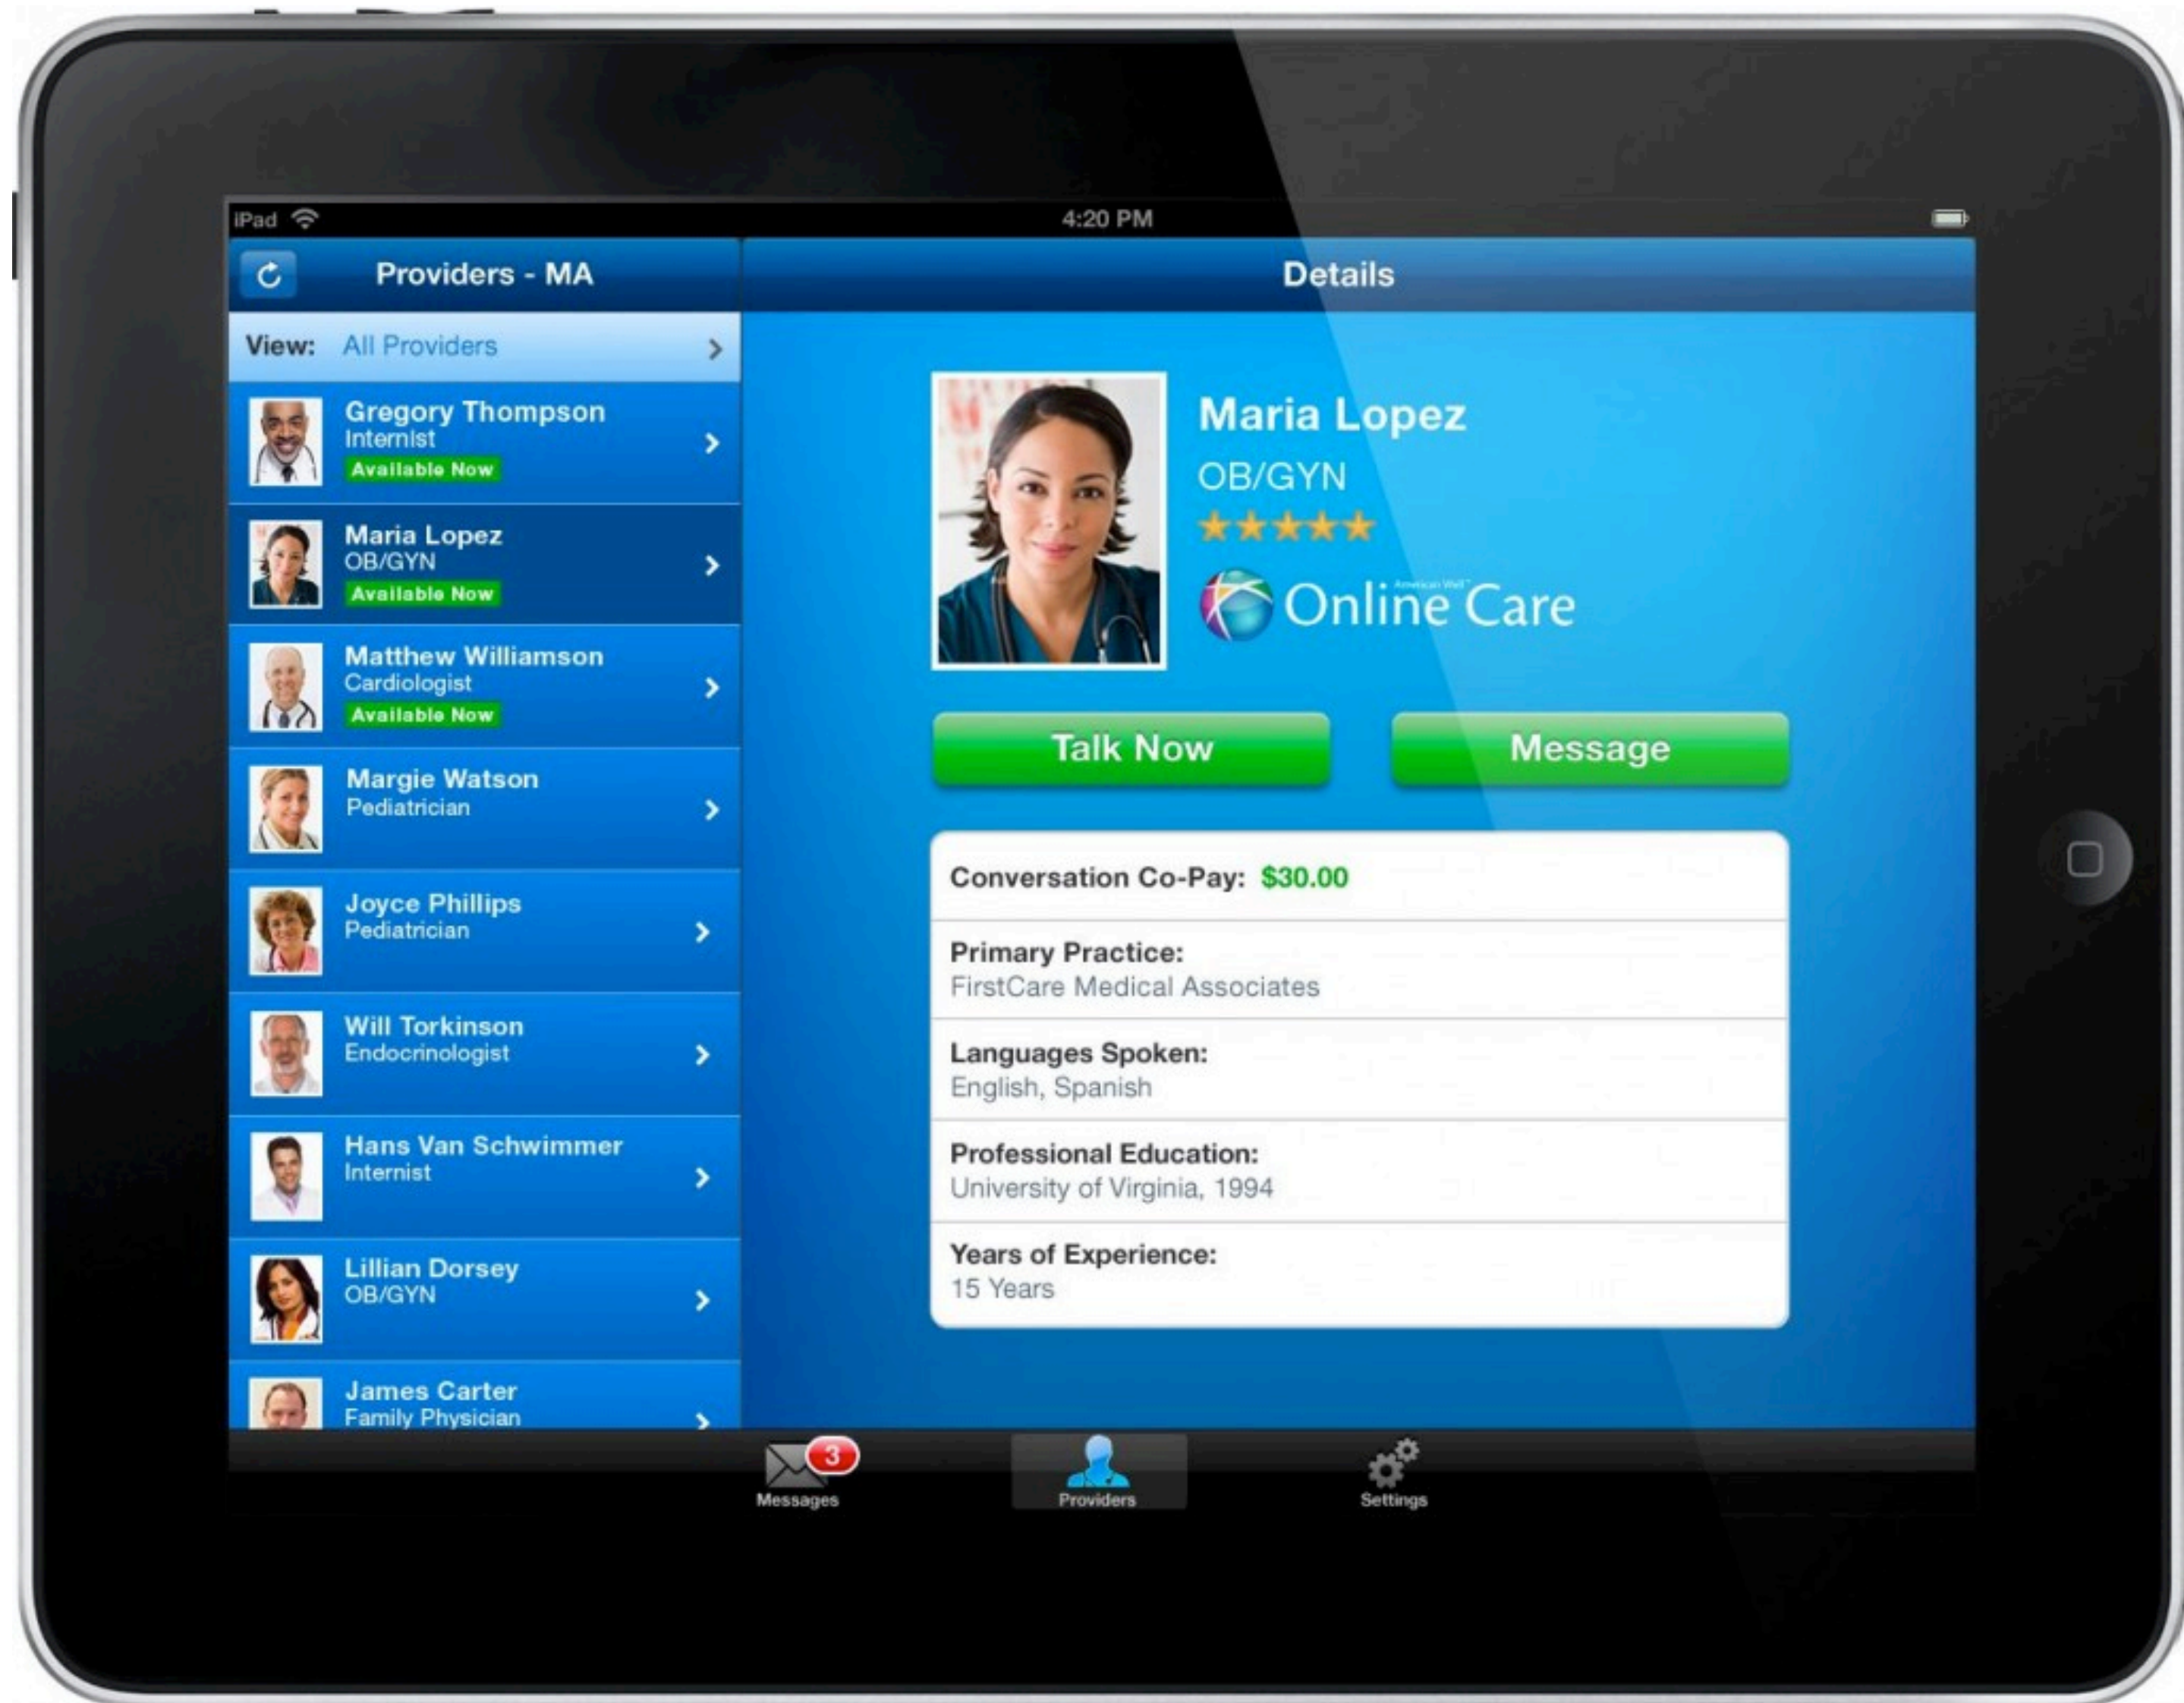 iPad
4:20 PM
Providers - MA
Details
View: All Providers
Gregory Thompson
Internist
Available Now
Maria Lopez
OB/GYN
Available Now
Matthew Williamson
Cardiologist
Available Now
Margie Watson
Pediatrician
Joyce Phillips
Pediatrician
Will Torkinson
Endocrinologist
Hans Van Schwimmer
Internist
Lillian Dorsey
OB/GYN
James Carter
Family Physician
Maria Lopez
OB/GYN
American Well™
Online Care
Talk Now
Message
Conversation Co-Pay: $30.00
Primary Practice:
FirstCare Medical Associates
Languages Spoken:
English, Spanish
Professional Education:
University of Virginia, 1994
Years of Experience:
15 Years
3
Messages
Providers
Settings